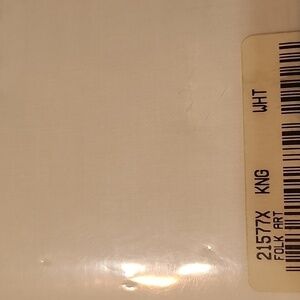 21577X KNG WHT
FOLK ART